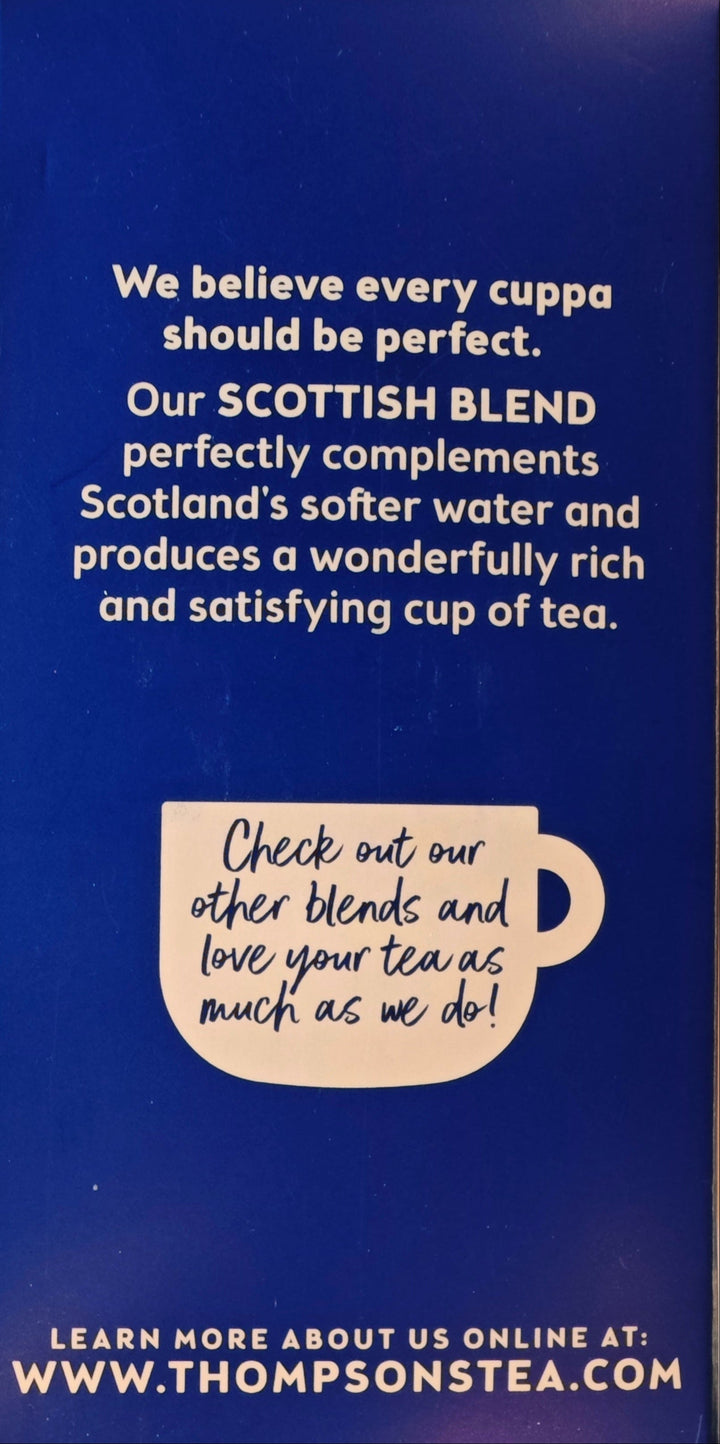 We believe every cuppa
should be perfect.
Our SCOTTISH BLEND
perfectly complements
Scotland's softer water and
produces a wonderfully rich
and satisfying cup of tea.
Check out our
other blends and
love your tea as
much as we do!
LEARN MORE ABOUT US ONLINE AT:
WWW.THOMPSONSTEA.COM